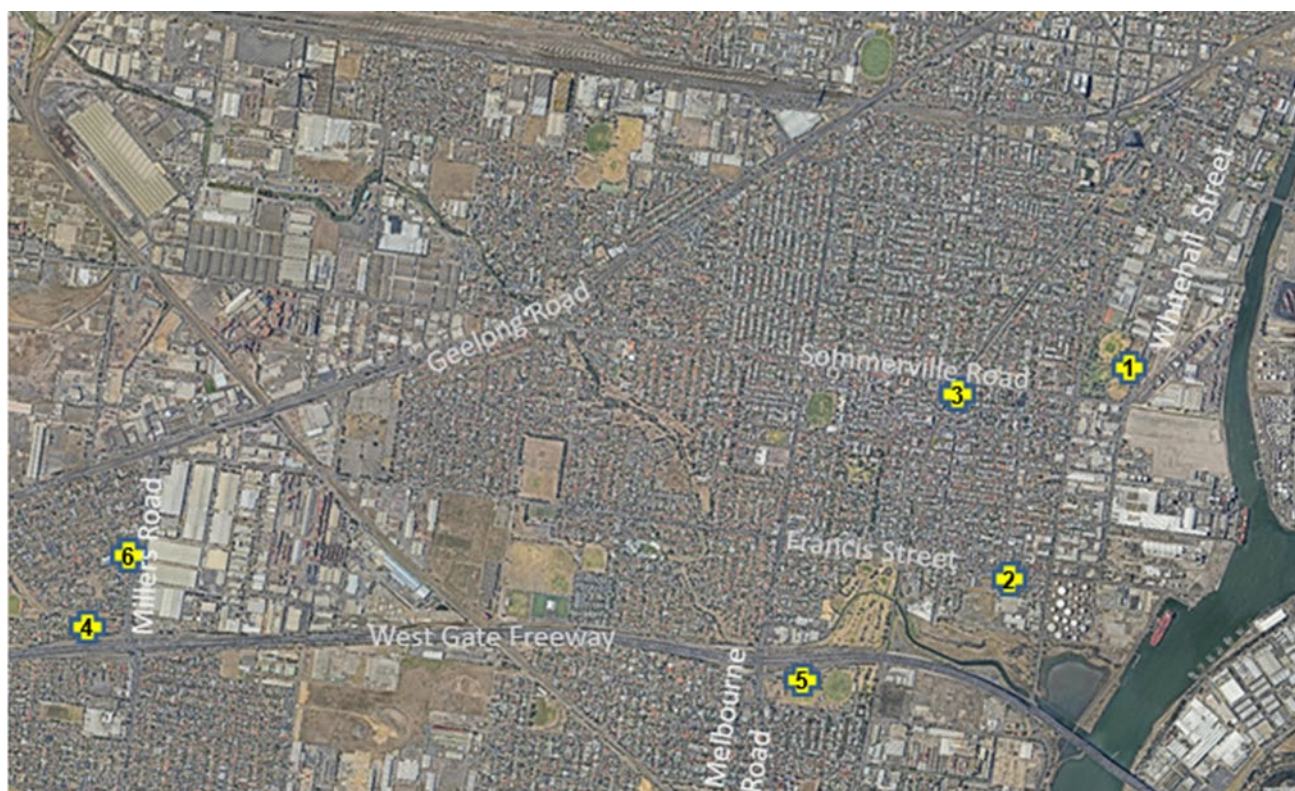 Whitehall Street
Geelong Road
Sommerville Road
1
3
Millers Road
Francis Street
6
2
4
West Gate Freeway
Melbourne
Road
5